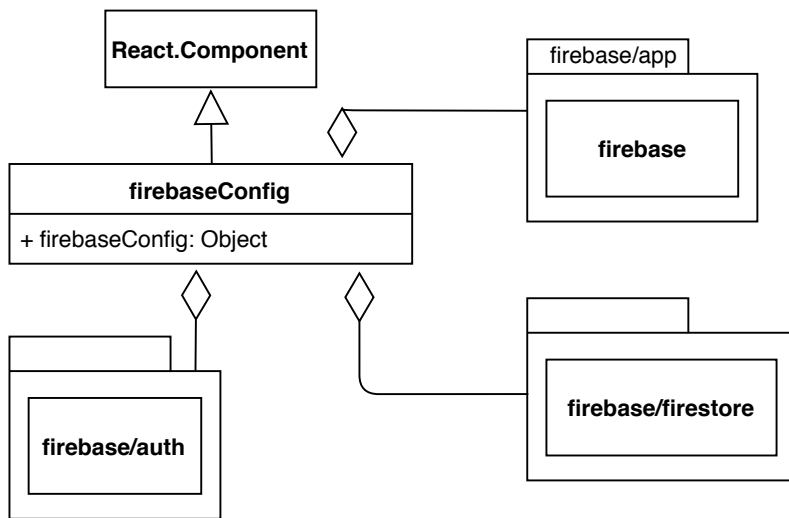 React.Component
firebase/app
firebase
firebaseConfig
+ firebaseConfig: Object
firebase/auth
firebase/firestore